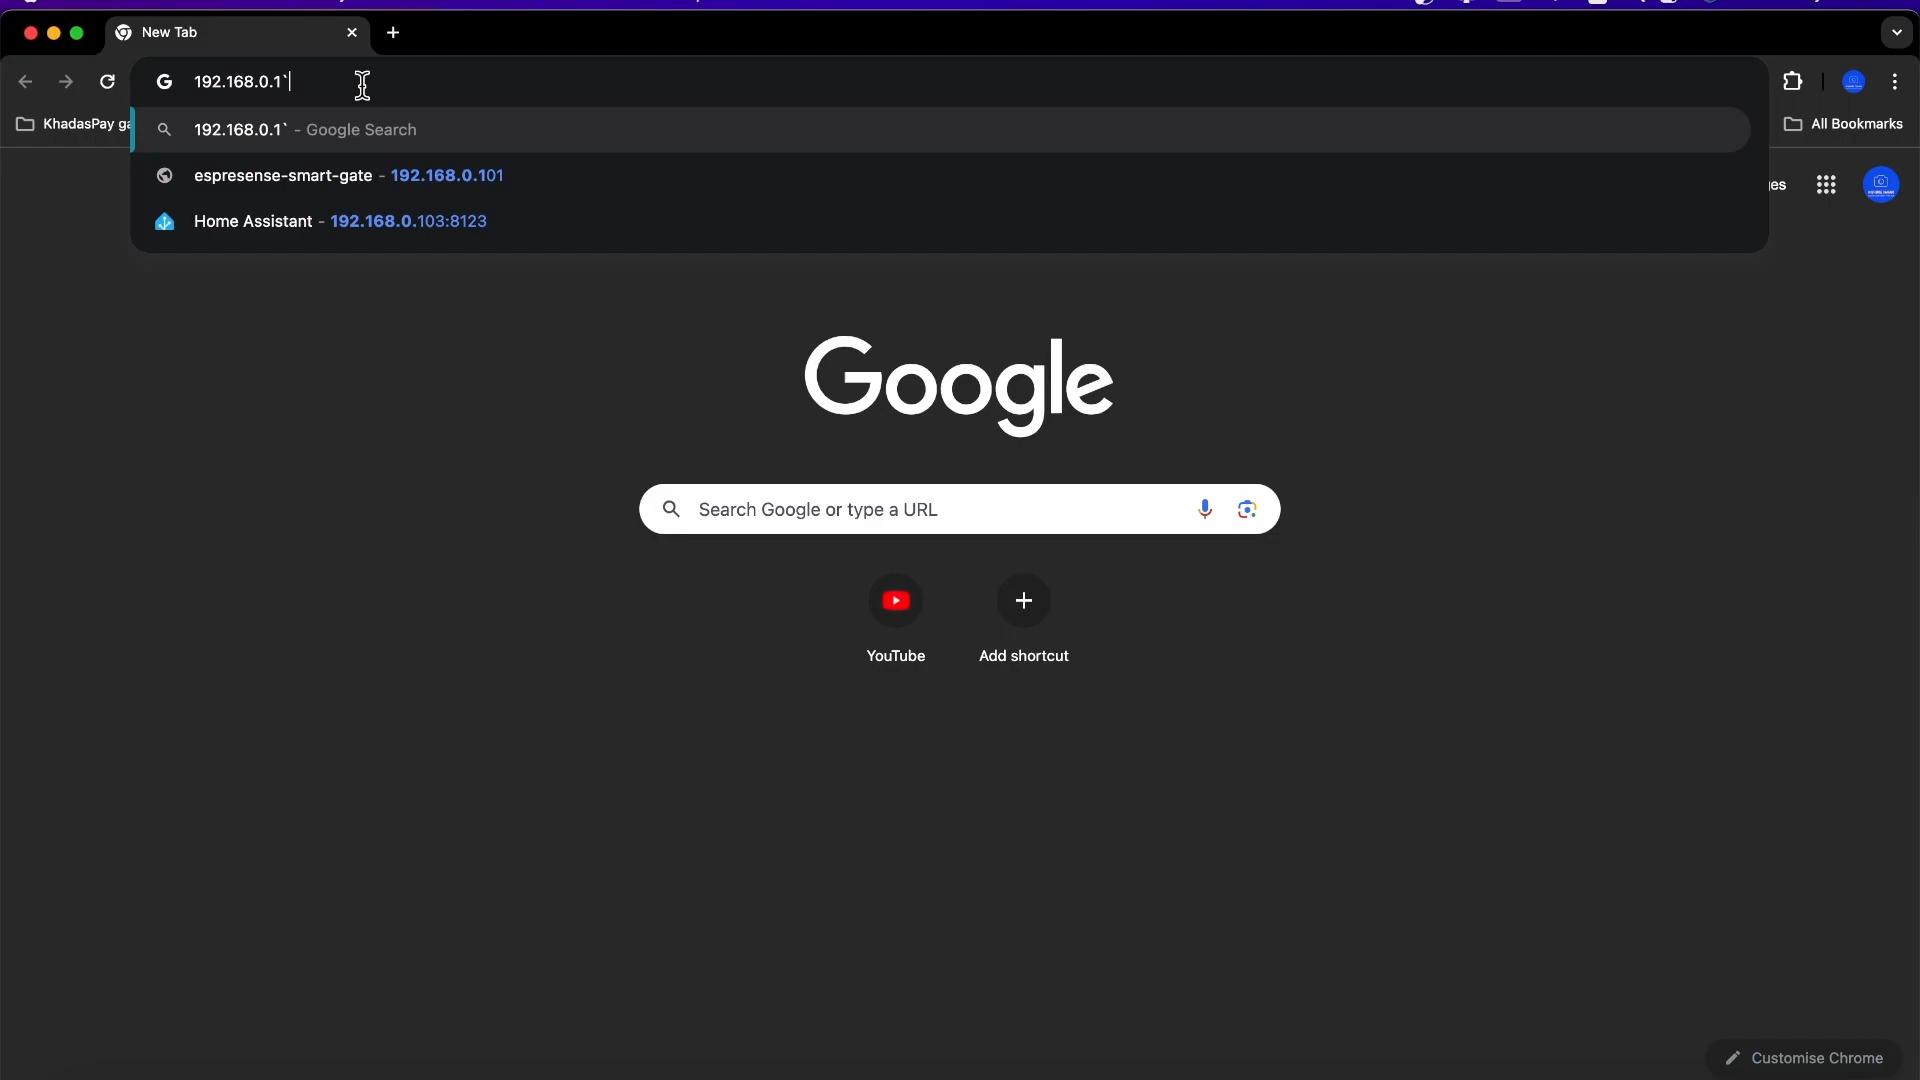 New Tab
192.168.0.1`
192.168.0.1` - Google Search
KhadasPay ga
All Bookmarks
espresense-smart-gate - 192.168.0.101
ges
Home Assistant - 192.168.0.103:8123
Google
Search Google or type a URL
YouTube
Add shortcut
Customise Chrome